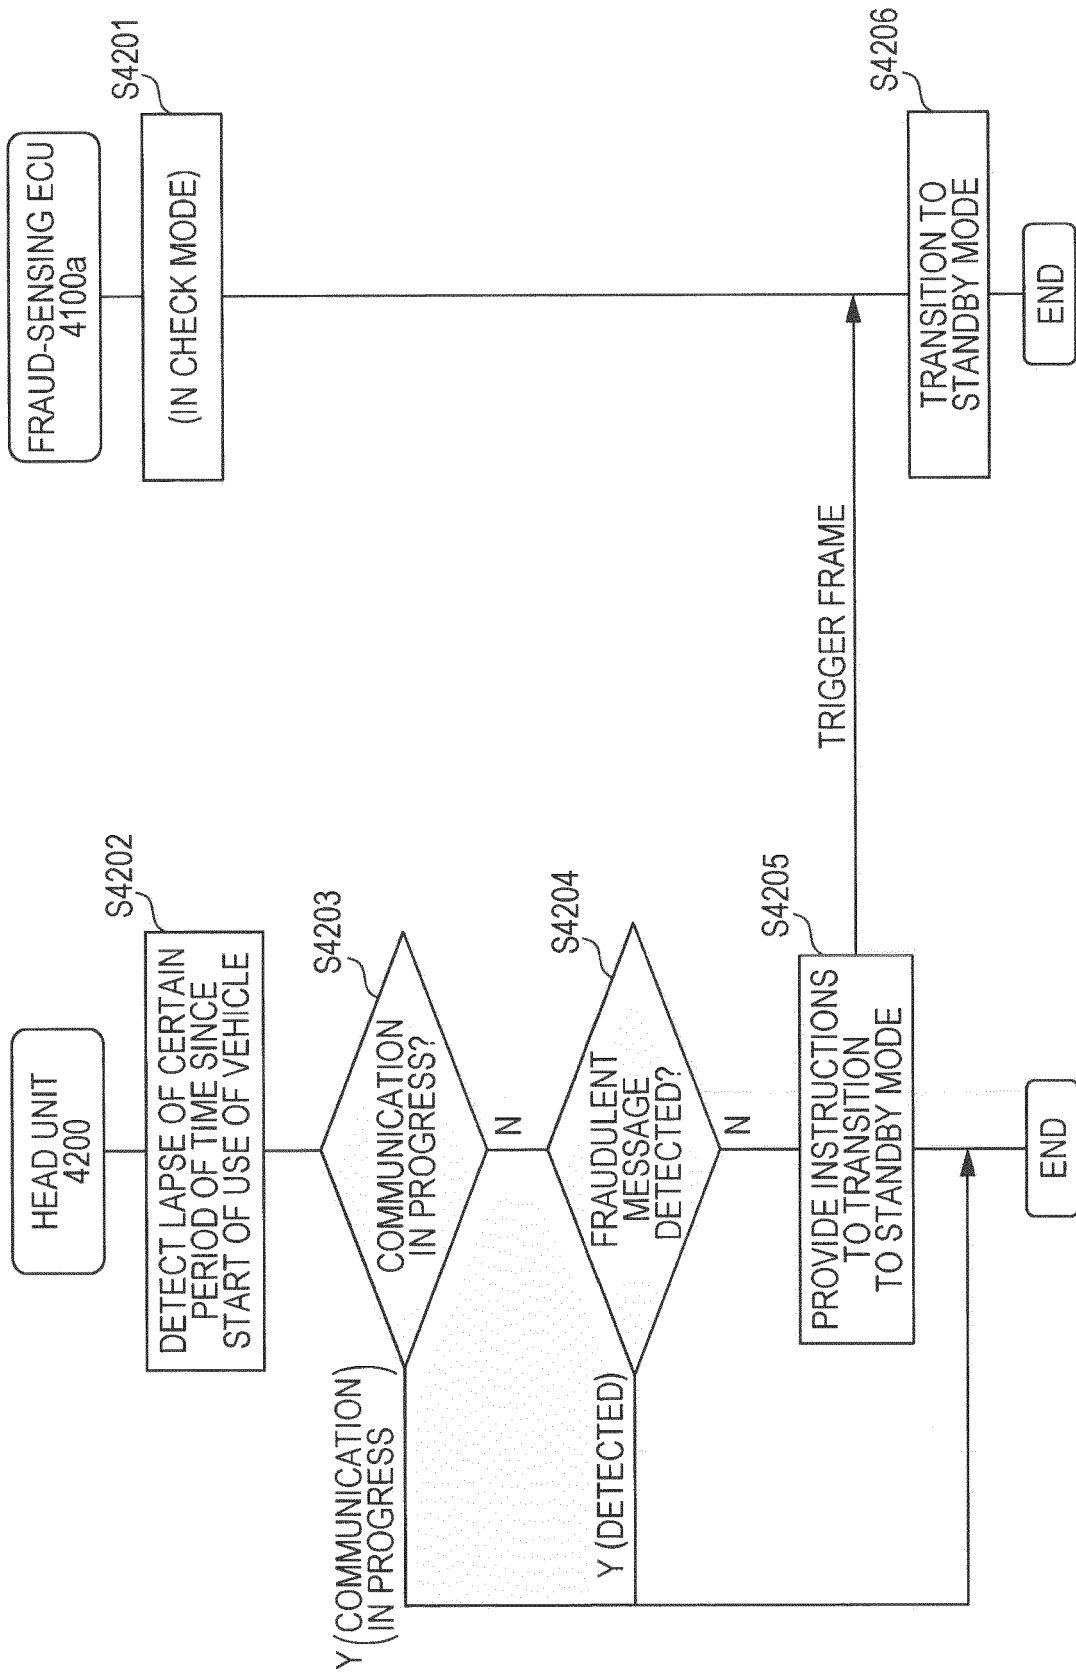 HEAD UNIT
4200
S4202
DETECT LAPSE OF CERTAIN
PERIOD OF TIME SINCE
START OF USE OF VEHICLE
S4203
COMMUNICATION
IN PROGRESS?
Y (COMMUNICATION)
(IN PROGRESS
N
S4204
FRAUDULENT
MESSAGE
DETECTED?
Y (DETECTED)
N
S4205
PROVIDE INSTRUCTIONS
TO TRANSITION
TO STANDBY MODE
END
TRIGGER FRAME
FRAUD-SENSING ECU
4100a
S4201
(IN CHECK MODE)
S4206
TRANSITION TO
STANDBY MODE
END